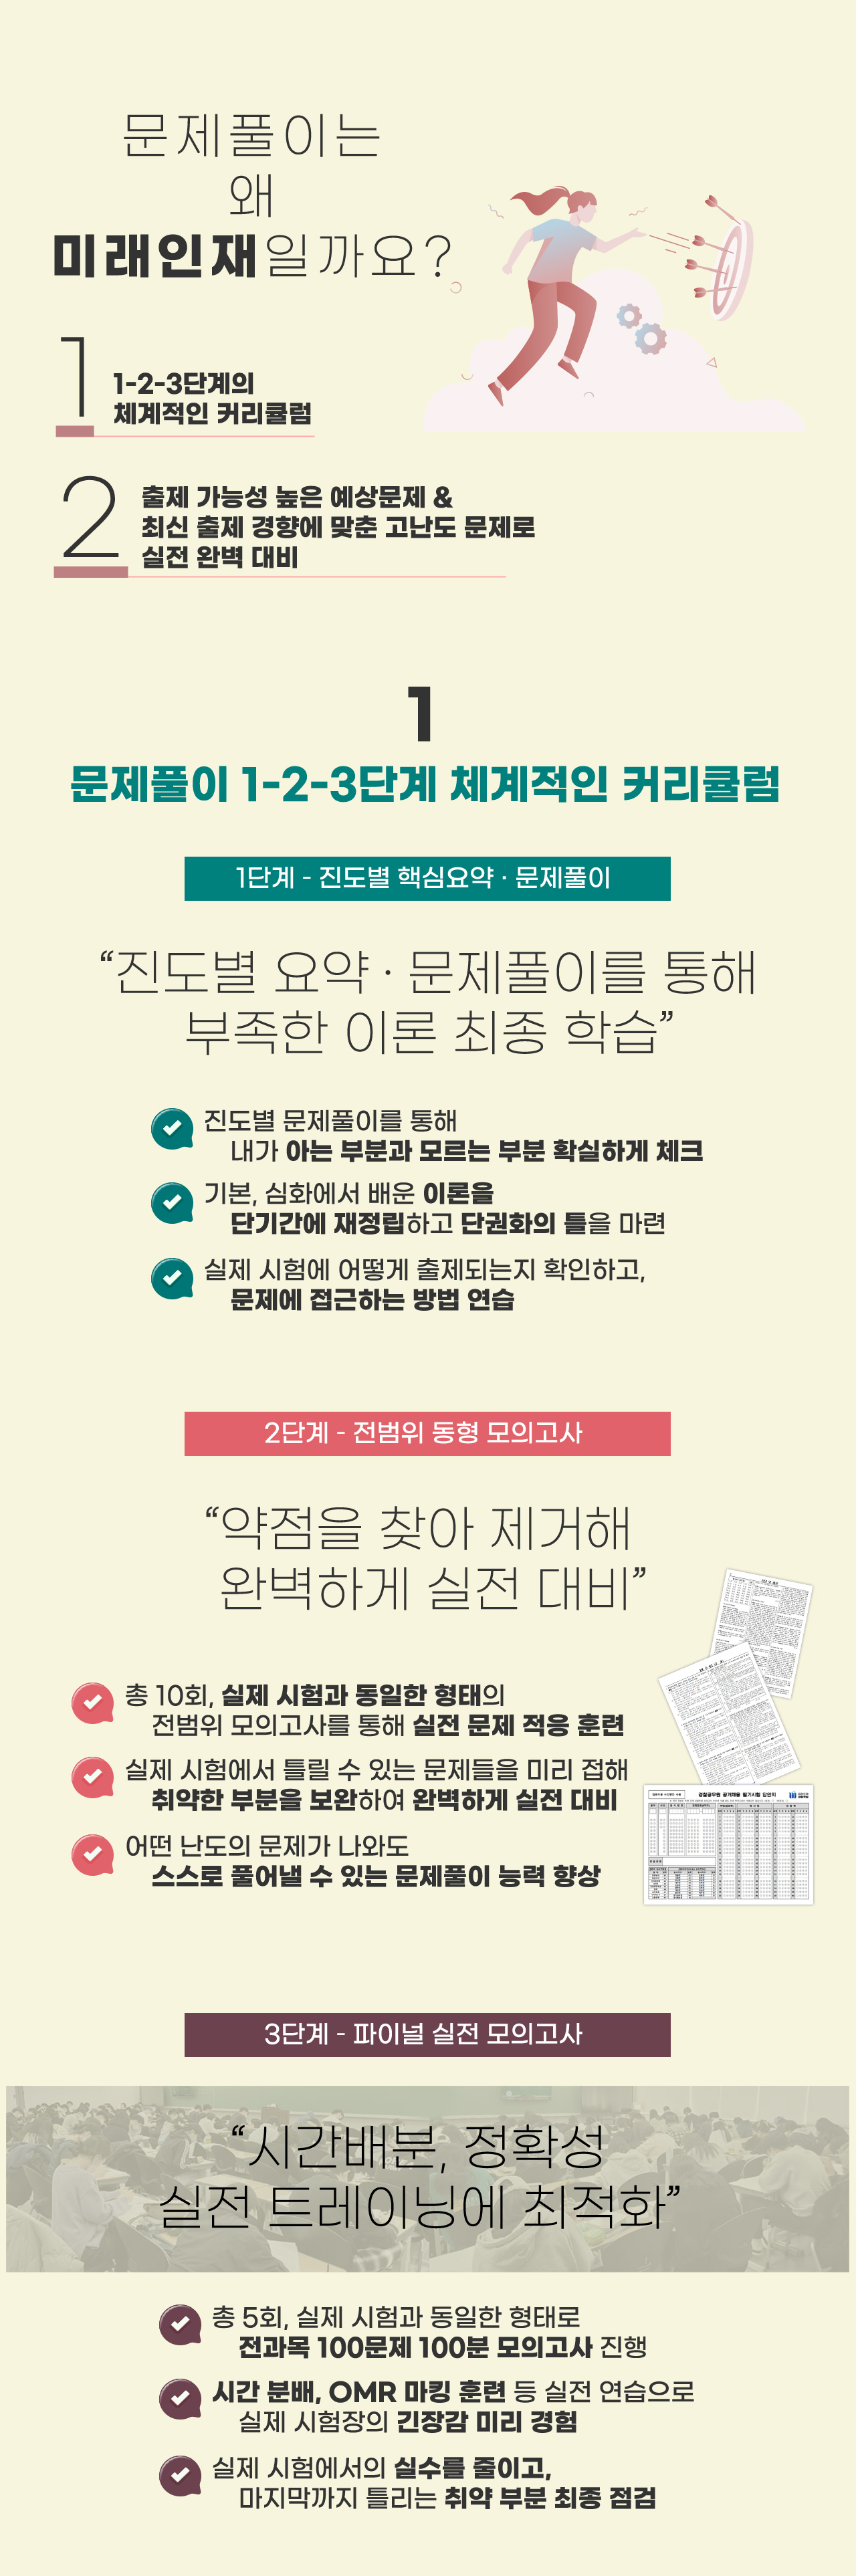 문제풀이는
왜
미래인재일까요?
1
1-2-3단계의
체계적인 커리큘럼
2
출제 가능성 높은 예상문제 &
최신 출제 경향에 맞춘 고난도 문제로
실전 완벽 대비
1
문제풀이 1-2-3단계 체계적인 커리큘럼
1단계 - 진도별 핵심요약 · 문제풀이
“진도별 요약 · 문제풀이를 통해
부족한 이론 최종 학습”
진도별 문제풀이를 통해
내가 아는 부분과 모르는 부분 확실하게 체크
기본, 심화에서 배운 이론을
단기간에 재정립하고 단권화의 틀을 마련
실제 시험에 어떻게 출제되는지 확인하고,
문제에 접근하는 방법 연습
2단계 - 전범위 동형 모의고사
“약점을 찾아 제거해
완벽하게 실전 대비”
총 10회, 실제 시험과 동일한 형태의
전범위 모의고사를 통해 실전 문제 적응 훈련
실제 시험에서 틀릴 수 있는 문제들을 미리 접해
취약한 부분을 보완하여 완벽하게 실전 대비
어떤 난도의 문제가 나와도
스스로 풀어낼 수 있는 문제풀이 능력 향상
경찰공무원 공개채용 필기시험 답안지
3단계 - 파이널 실전 모의고사
“시간배분, 정확성
실전 트레이닝에 최적화”
총 5회, 실제 시험과 동일한 형태로
전과목 100문제 100분 모의고사 진행
시간 분배, OMR 마킹 훈련 등 실전 연습으로
실제 시험장의 긴장감 미리 경험
실제 시험에서의 실수를 줄이고,
마지막까지 틀리는 취약 부분 최종 점검